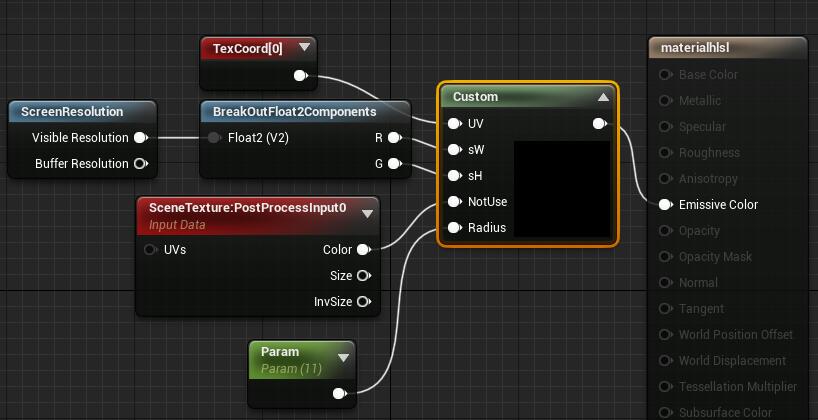 TexCoord[0]
ScreenResolution
Visible Resolution
Buffer Resolution
BreakOutFloat2Components
Float2 (V2)
R
G
SceneTexture:PostProcessInput0
Input Data
UVs
Color
Size
InvSize
Param
Param (11)
Custom
UV
sW
sH
NotUse
Radius
materialhlsl
Base Color
Metallic
Specular
Roughness
Anisotropy
Emissive Color
Opacity
Opacity Mask
Normal
Tangent
World Position Offset
World Displacement
Tessellation Multiplier
Subsurface Color